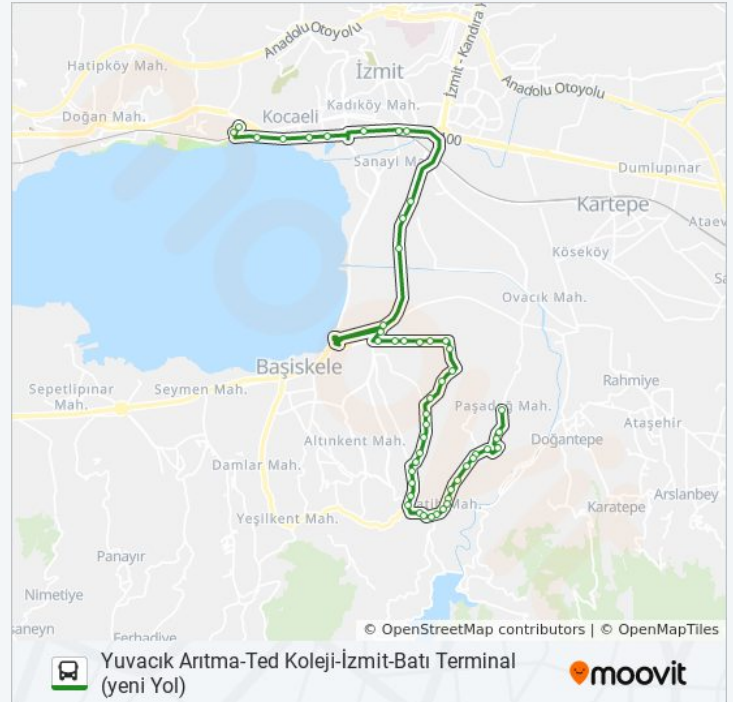 Anadolu Otoyolu
Hatipköy Mah.
İzmit
İzmit - Kandıra
Anadolu Otoyolu
Kadıköy Mah.
Doğan Mah.
Kocaeli
100
Sanayi
Dumlupınar
Kartepe
Ataev
Köseköy
Ovacık Mah.
Başiskele
Sepetlipınar
Mah.
Seymen Mah.
Rahmiye
Paşadağ Mah.
Ataşehir
Altınkent Mah.
Doğantepe
Damlar Mah.
Arslanbey
Mah.
Karatepe
Yeşilkent Mah.
Panayır
Nimetiye
Ferhadiye
© OpenStreetMap contributors | © OpenMapTiles
Yuvacık Arıtma-Ted Koleji-İzmit-Batı Terminal
(yeni Yol)
moovit